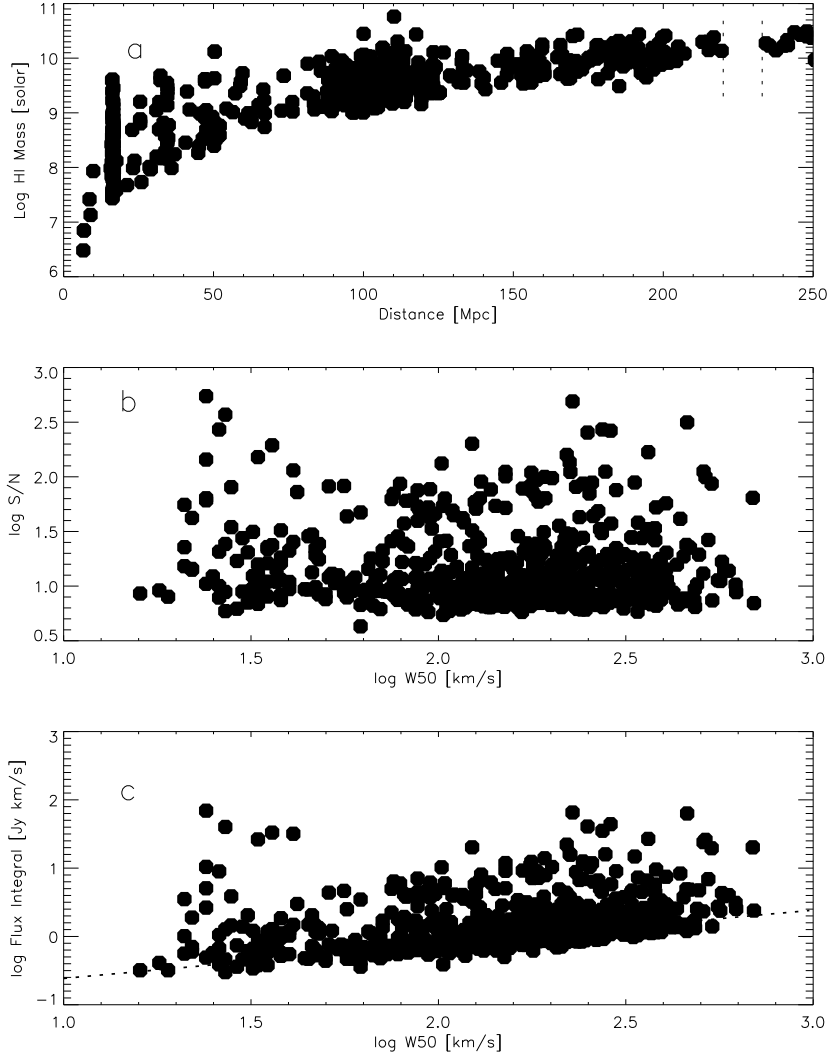 11
10
9
8
7
6
Log HI Mass [solar]
a
0 50 100 150 200 250
Distance [Mpc]
3.0
2.5
2.0
1.5
1.0
0.5
log S/N
b
1.0 1.5 2.0 2.5 3.0
log W50 [km/s]
3
2
1
0
−1
log Flux Integral [Jy km/s]
c
1.0 1.5 2.0 2.5 3.0
log W50 [km/s]